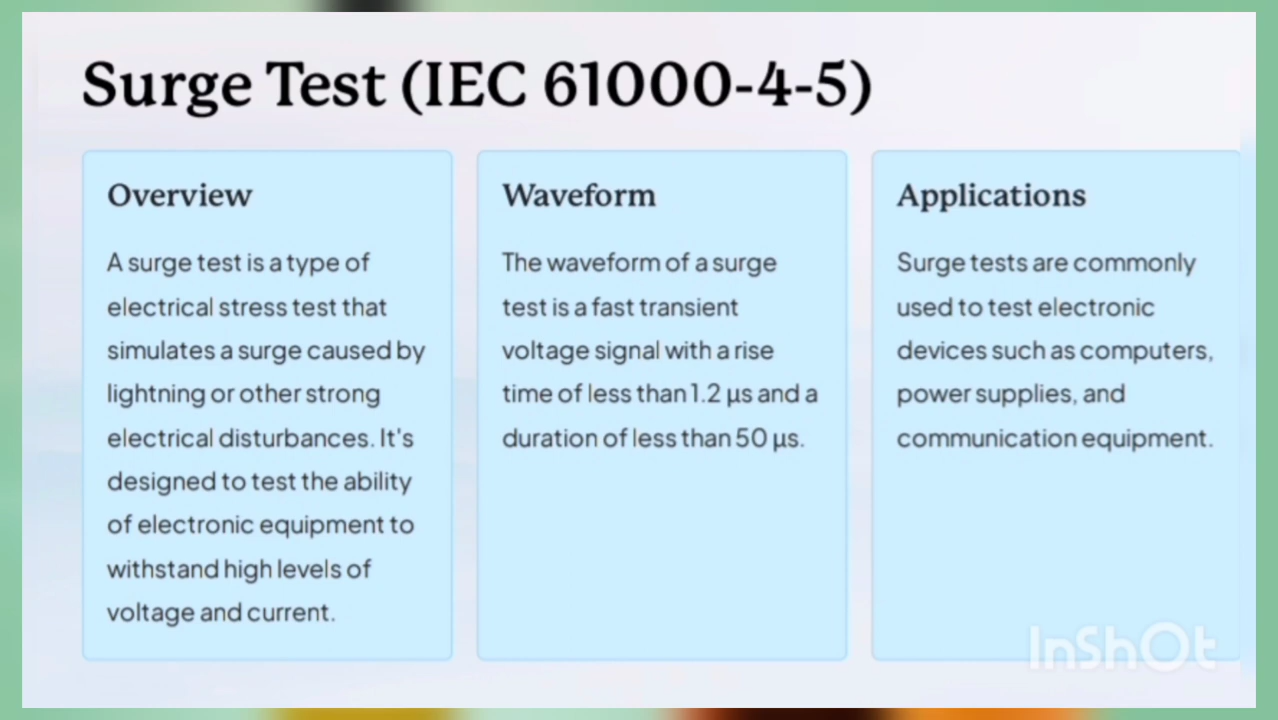 Surge Test (IEC 61000-4-5)
Overview
A surge test is a type of
electrical stress test that
simulates a surge caused by
lightning or other strong
electrical disturbances. It's
designed to test the ability
of electronic equipment to
withstand high levels of
voltage and current.
Waveform
The waveform of a surge
test is a fast transient
voltage signal with a rise
time of less than 1.2 μs and a
duration of less than 50 μs.
Applications
Surge tests are commonly
used to test electronic
devices such as computers,
power supplies, and
communication equipment.
InShOt